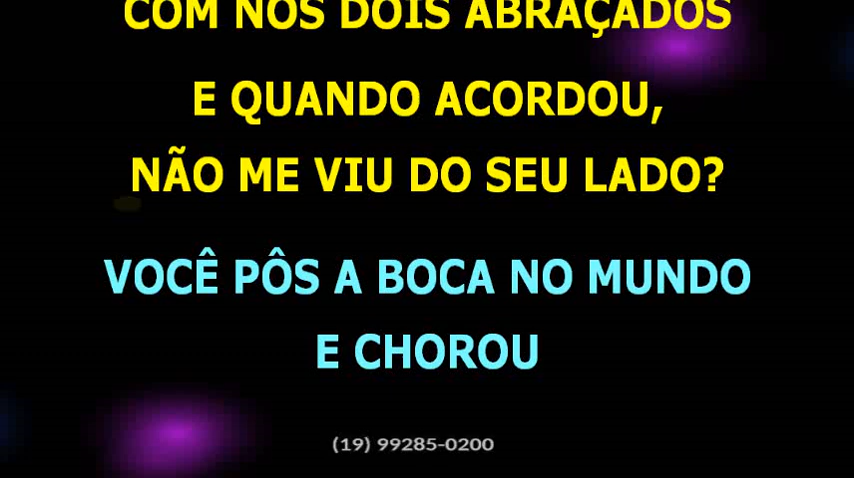 COM NÓS DOIS ABRAÇADOS
E QUANDO ACORDOU,
NÃO ME VIU DO SEU LADO?
VOCÊ PÔS A BOCA NO MUNDO
E CHOROU
(19) 99285-0200